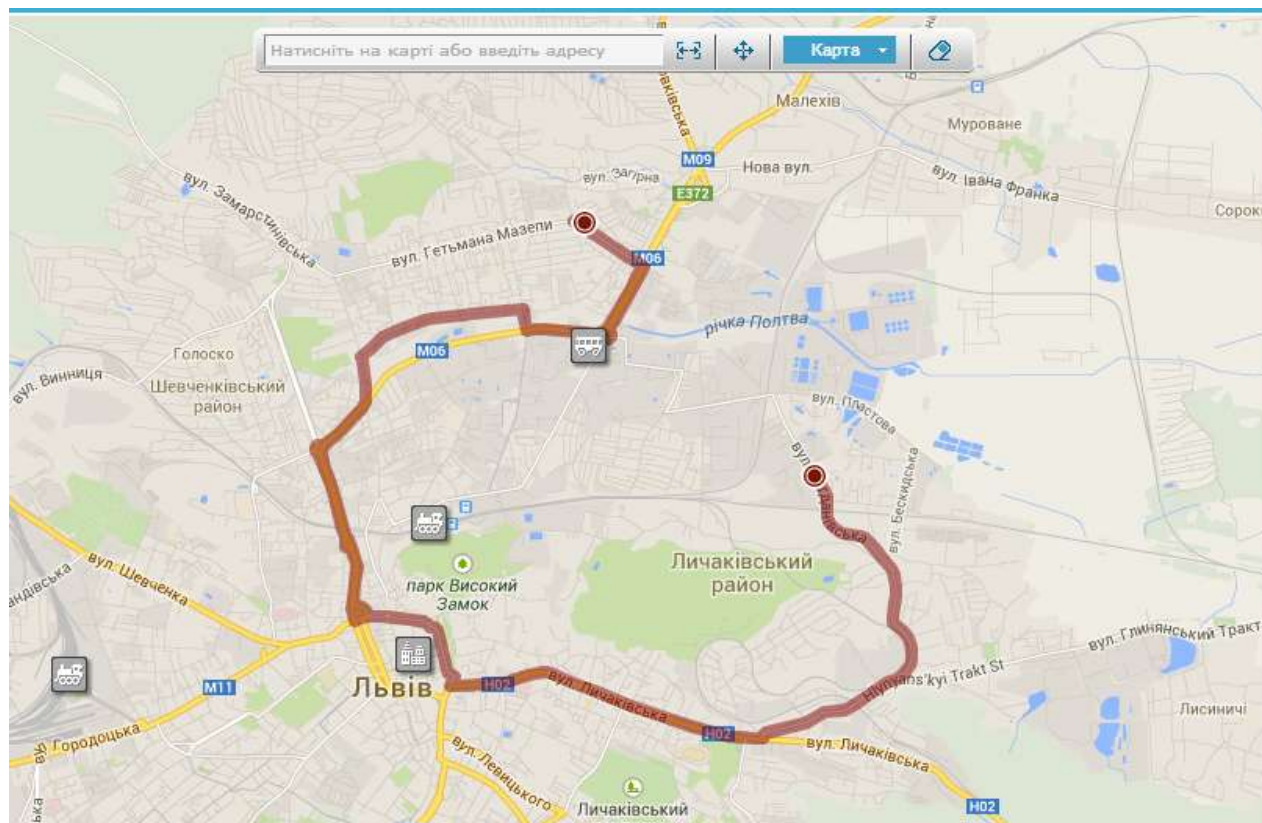 Натисніть на карті або введіть адресу
Карта
Малехів
Муроване
M09
Нова вул.
вул. Загірна
E372
вул. Івана Франка
вул. Замарстинівська
вул. Гетьмана Мазепи
M06
річка Полтва
M06
Голоско
Шевченківський
район
вул. Винниця
вул. Пластова
вул. Бескидська
Личаківський
район
парк Високий
Замок
вул. Шевченка
вул. Глинянський Тракт
Hlynyans'kyi Trakt St
M11
Львів
H02
вул. Личаківська
H02
вул. Личаківська
Лисиничі
вул. Городоцька
вул. Левицького
H02
Личаківський